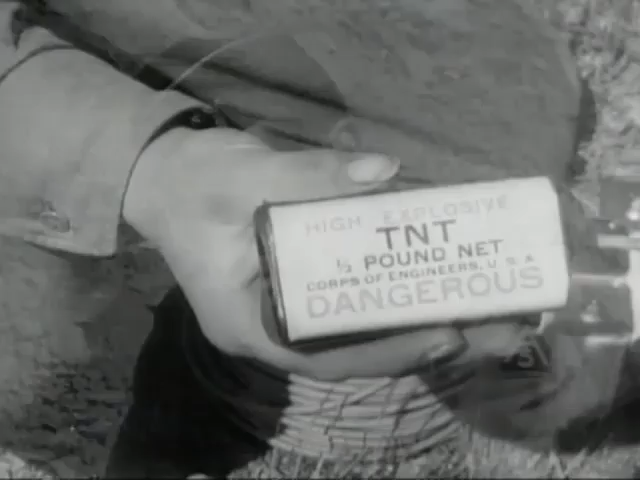 HIGH EXPLOSIVE
TNT
½ POUND NET
CORPS OF ENGINEERS, U.S.A.
DANGEROUS